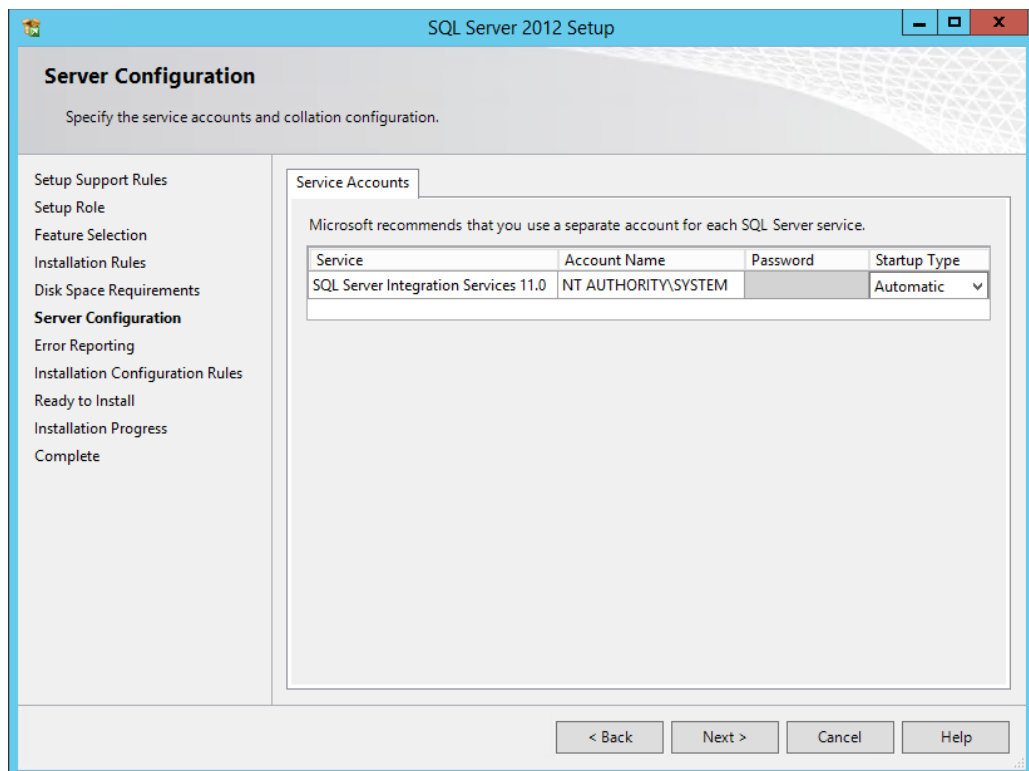 SQL Server 2012 Setup
Server Configuration
Specify the service accounts and collation configuration.
Setup Support Rules
Setup Role
Feature Selection
Installation Rules
Disk Space Requirements
Server Configuration
Error Reporting
Installation Configuration Rules
Ready to Install
Installation Progress
Complete
Service Accounts
Microsoft recommends that you use a separate account for each SQL Server service.
Service Account Name Password Startup Type
SQL Server Integration Services 11.0 NT AUTHORITY\SYSTEM Automatic
< Back Next > Cancel Help